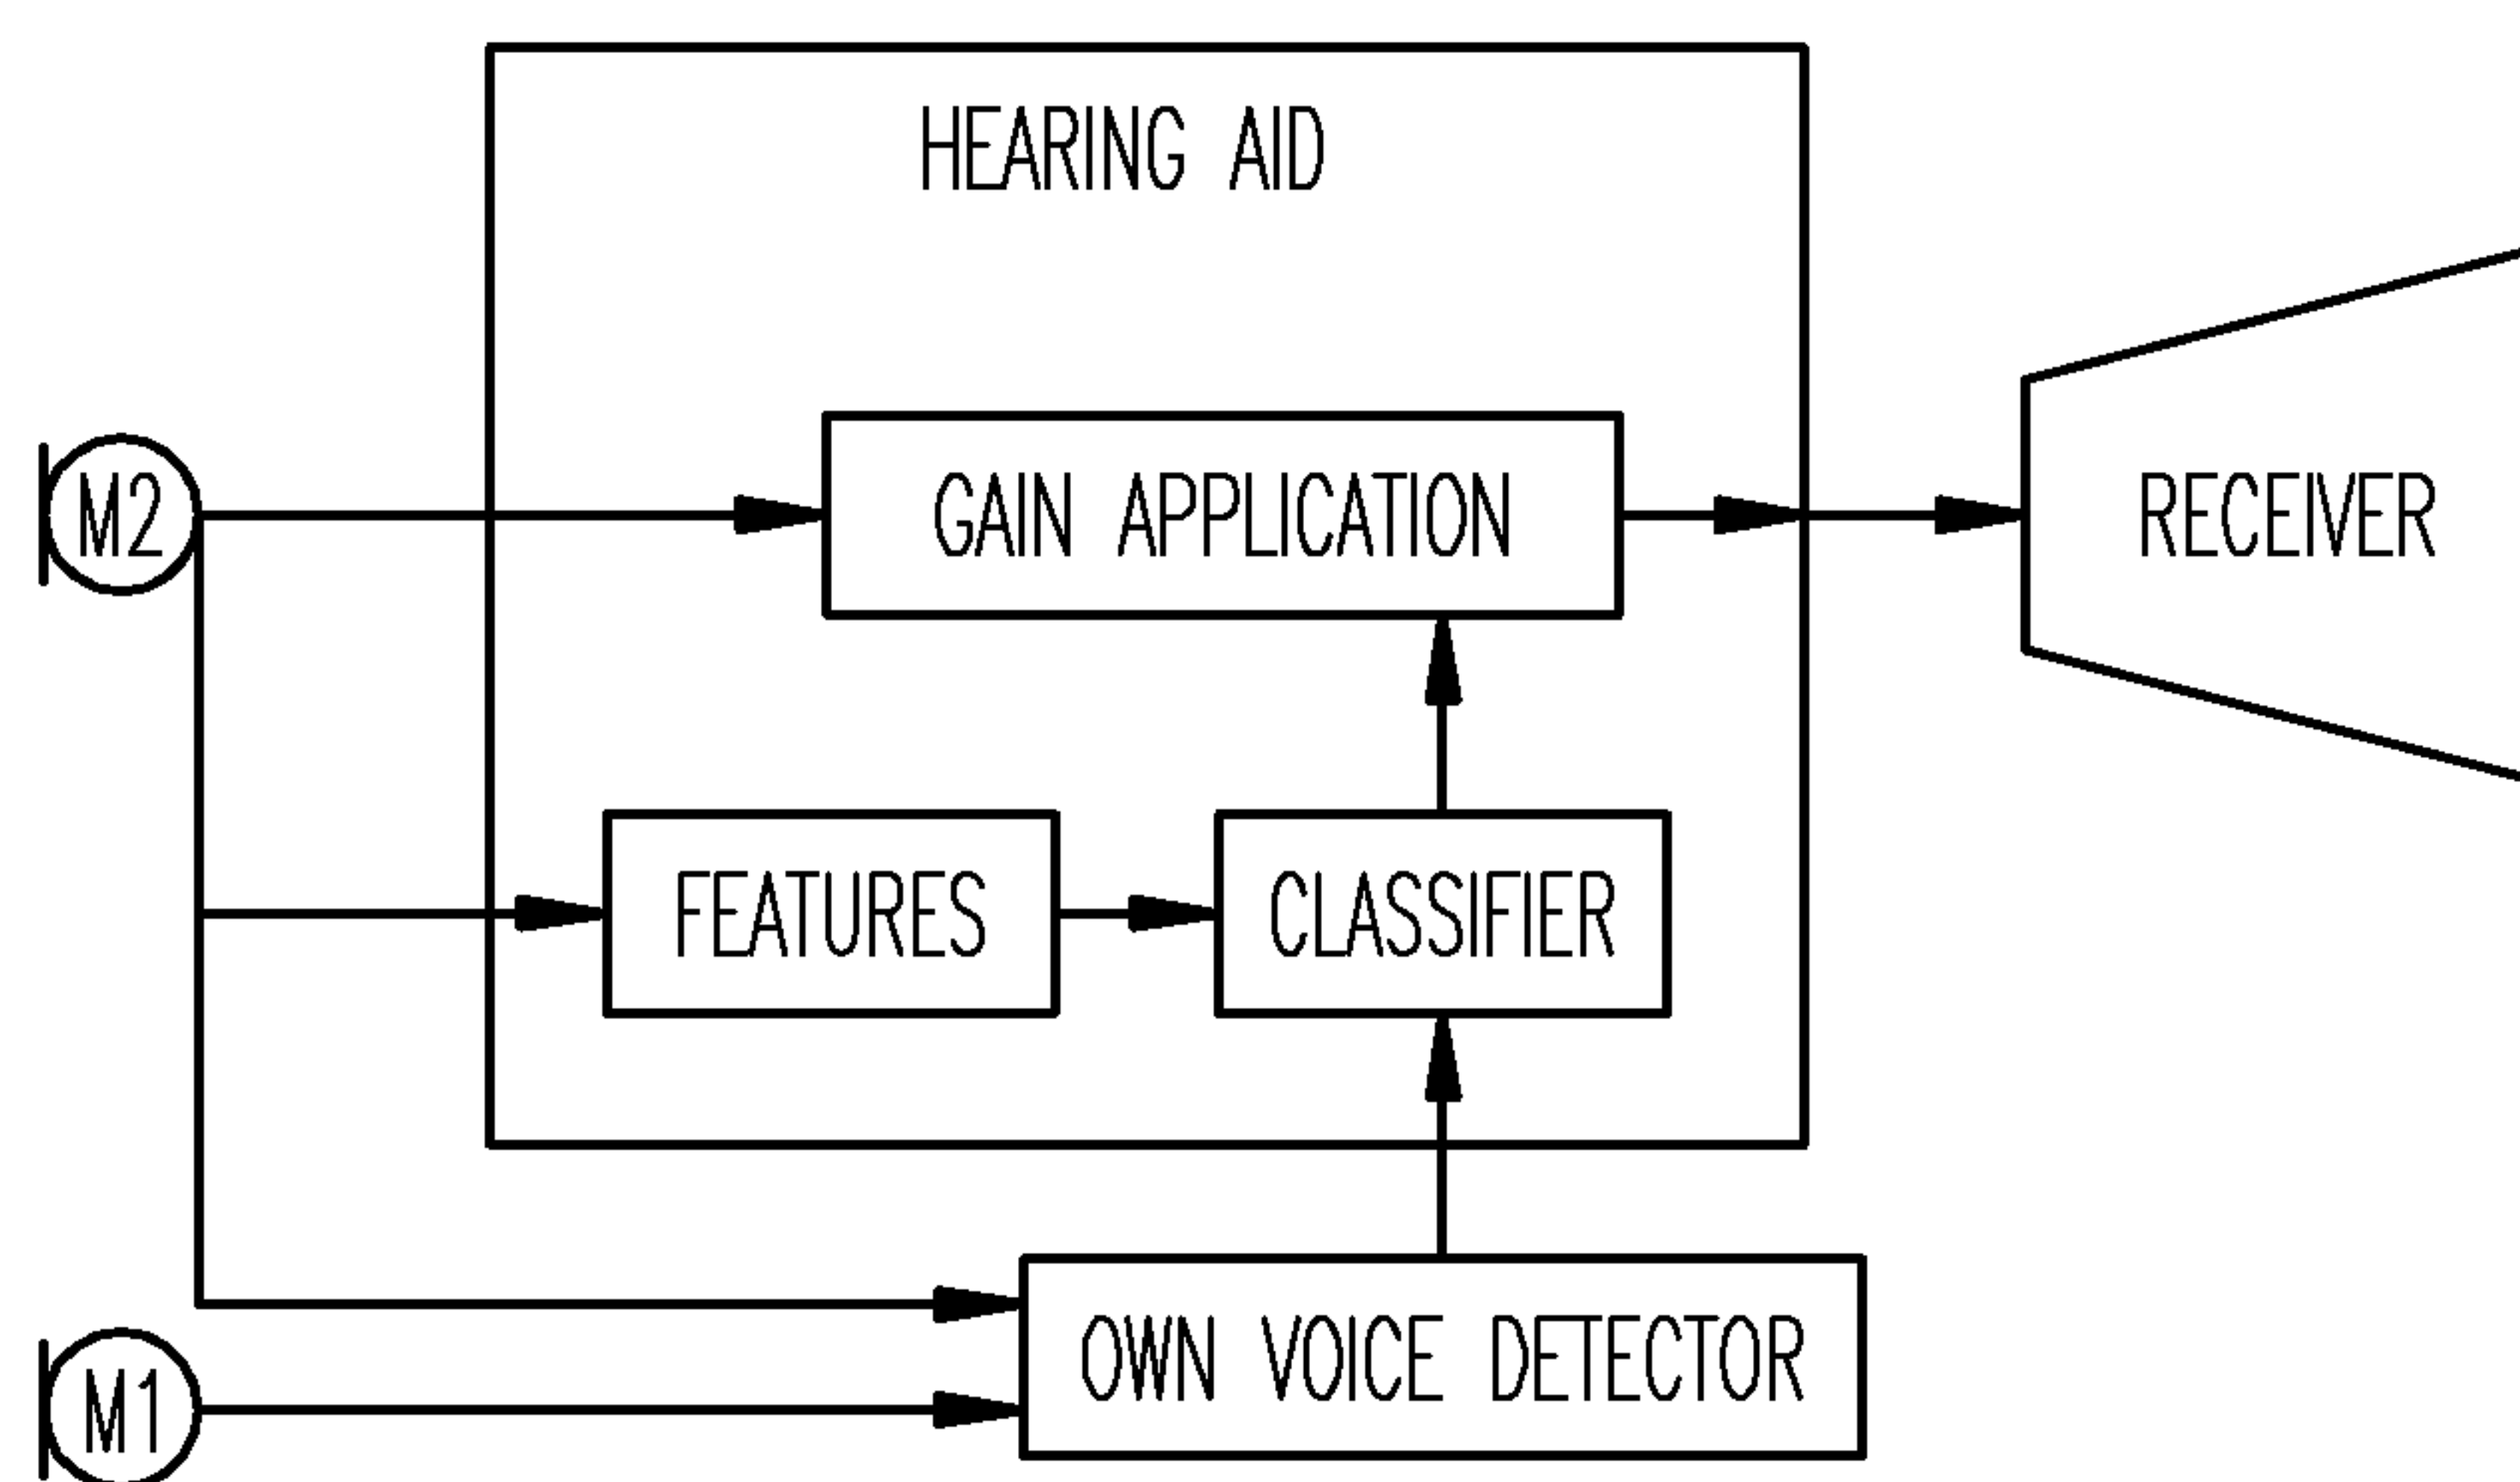 HEARING AID
M2
GAIN APPLICATION
RECEIVER
FEATURES
CLASSIFIER
OWN VOICE DETECTOR
M1